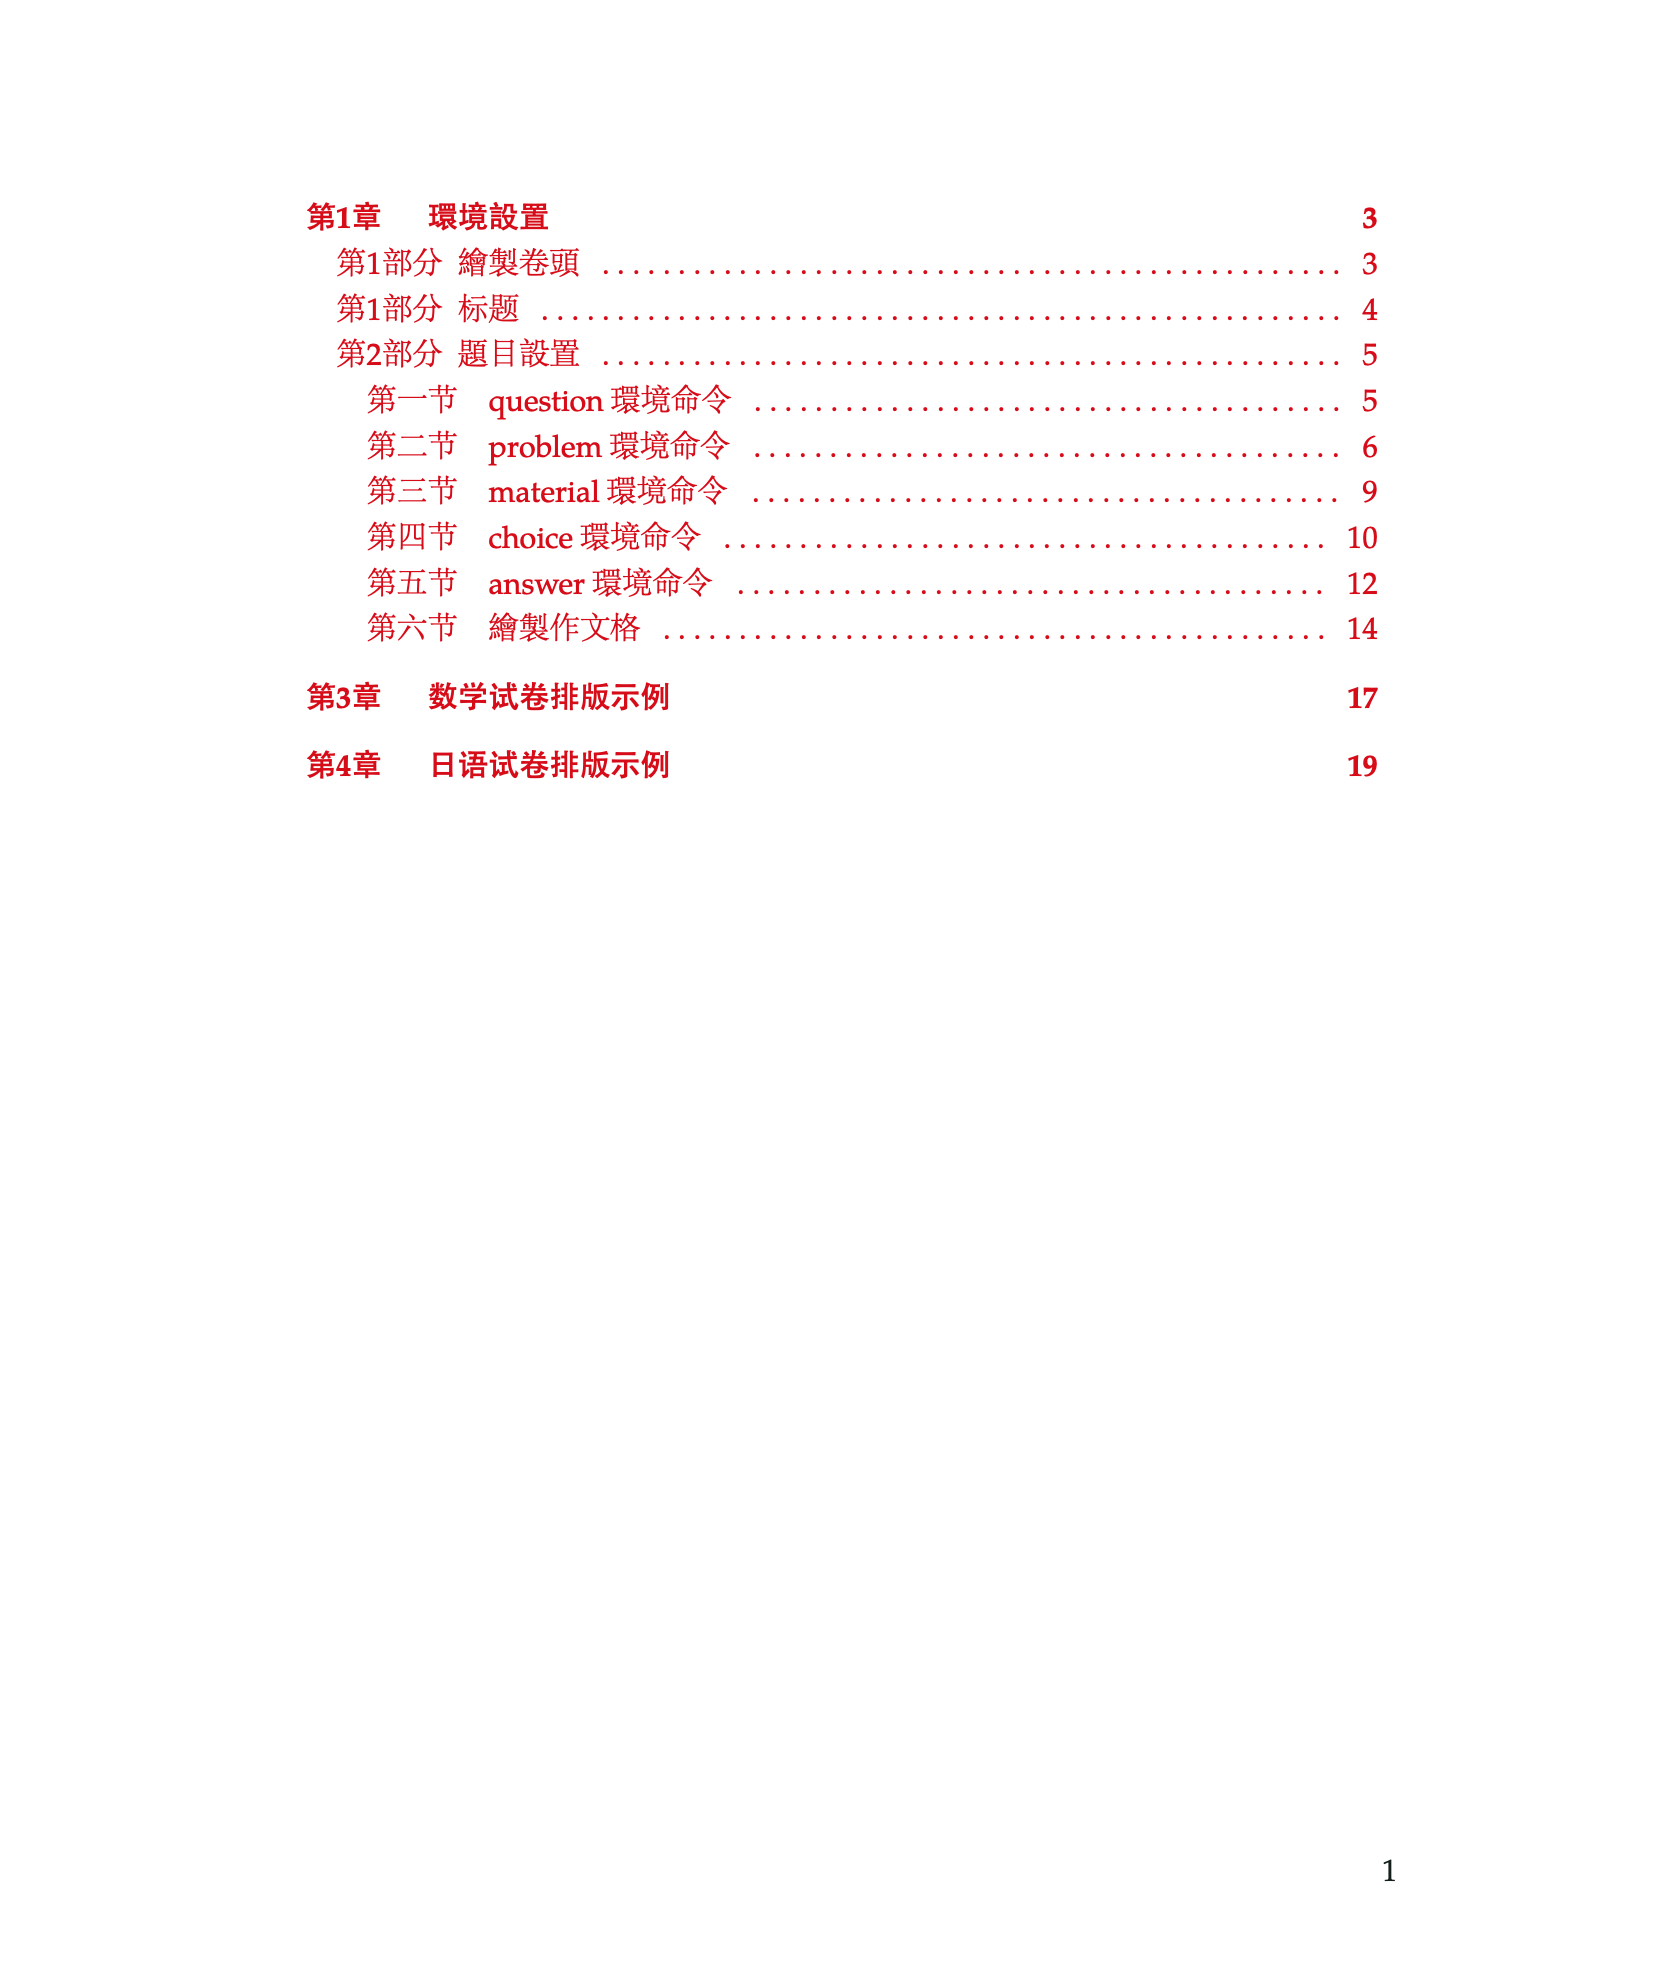 第1章 環境設置 3
第1部分 繪製卷頭 . . . . . . . . . . . . . . . . . . . . . . . . . . . . . . . . . . . . . . . . . . . . . . . . . 3
第1部分 标题 . . . . . . . . . . . . . . . . . . . . . . . . . . . . . . . . . . . . . . . . . . . . . . . . . . . . . 4
第2部分 題目設置 . . . . . . . . . . . . . . . . . . . . . . . . . . . . . . . . . . . . . . . . . . . . . . . . . 5
第一节 question 環境命令 . . . . . . . . . . . . . . . . . . . . . . . . . . . . . . . . . . . . . . . 5
第二节 problem 環境命令 . . . . . . . . . . . . . . . . . . . . . . . . . . . . . . . . . . . . . . . 6
第三节 material 環境命令 . . . . . . . . . . . . . . . . . . . . . . . . . . . . . . . . . . . . . . . 9
第四节 choice 環境命令 . . . . . . . . . . . . . . . . . . . . . . . . . . . . . . . . . . . . . . . . 10
第五节 answer 環境命令 . . . . . . . . . . . . . . . . . . . . . . . . . . . . . . . . . . . . . . . 12
第六节 繪製作文格 . . . . . . . . . . . . . . . . . . . . . . . . . . . . . . . . . . . . . . . . . . . . 14
第3章 数学试卷排版示例 17
第4章 日语试卷排版示例 19
1